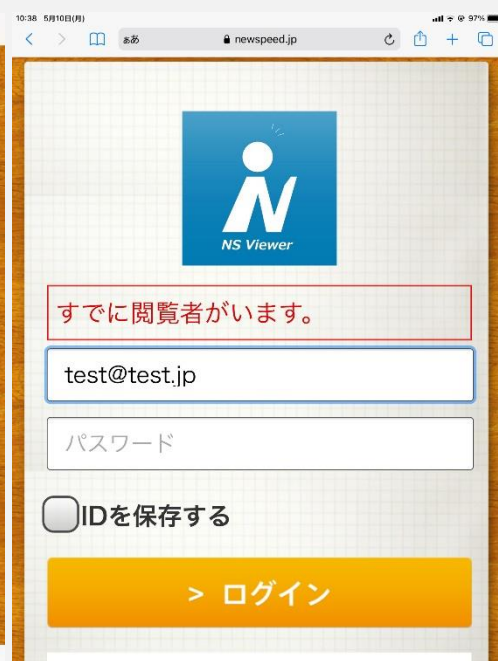 10:38 5月10日(月) 97%
ああ newspeed.jp
NS Viewer
すでに閲覧者がいます。
test@test.jp
パスワード
IDを保存する
> ログイン